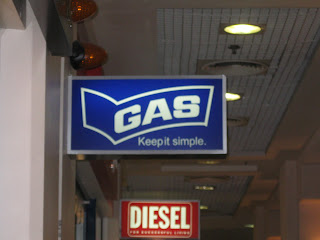 GAS
Keep it simple.
DIESEL
FOR SUCCESSFUL LIVING